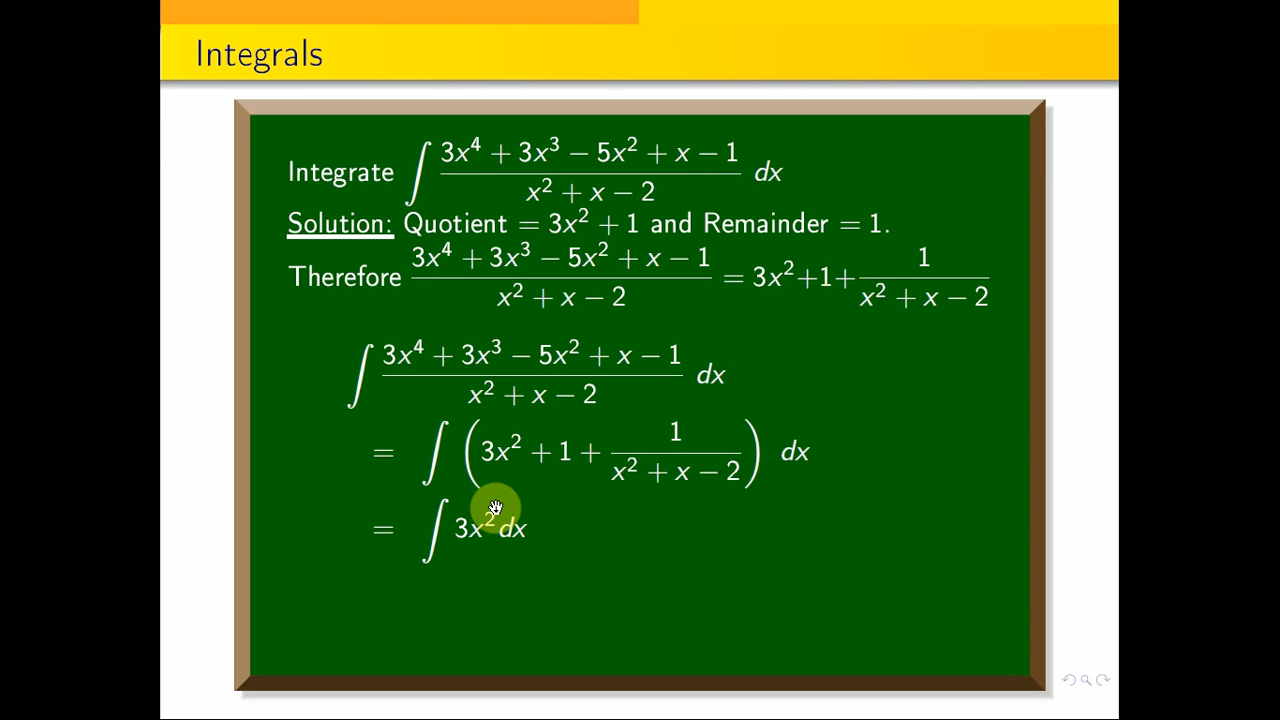 Integrals
Integrate ∫ (3x⁴ + 3x³ − 5x² + x − 1)/(x² + x − 2) dx
Solution: Quotient = 3x² + 1 and Remainder = 1.
Therefore (3x⁴ + 3x³ − 5x² + x − 1)/(x² + x − 2) = 3x²+1+ 1/(x² + x − 2)
∫ (3x⁴ + 3x³ − 5x² + x − 1)/(x² + x − 2) dx
= ∫ (3x² + 1 + 1/(x² + x − 2)) dx
= ∫ 3x² dx